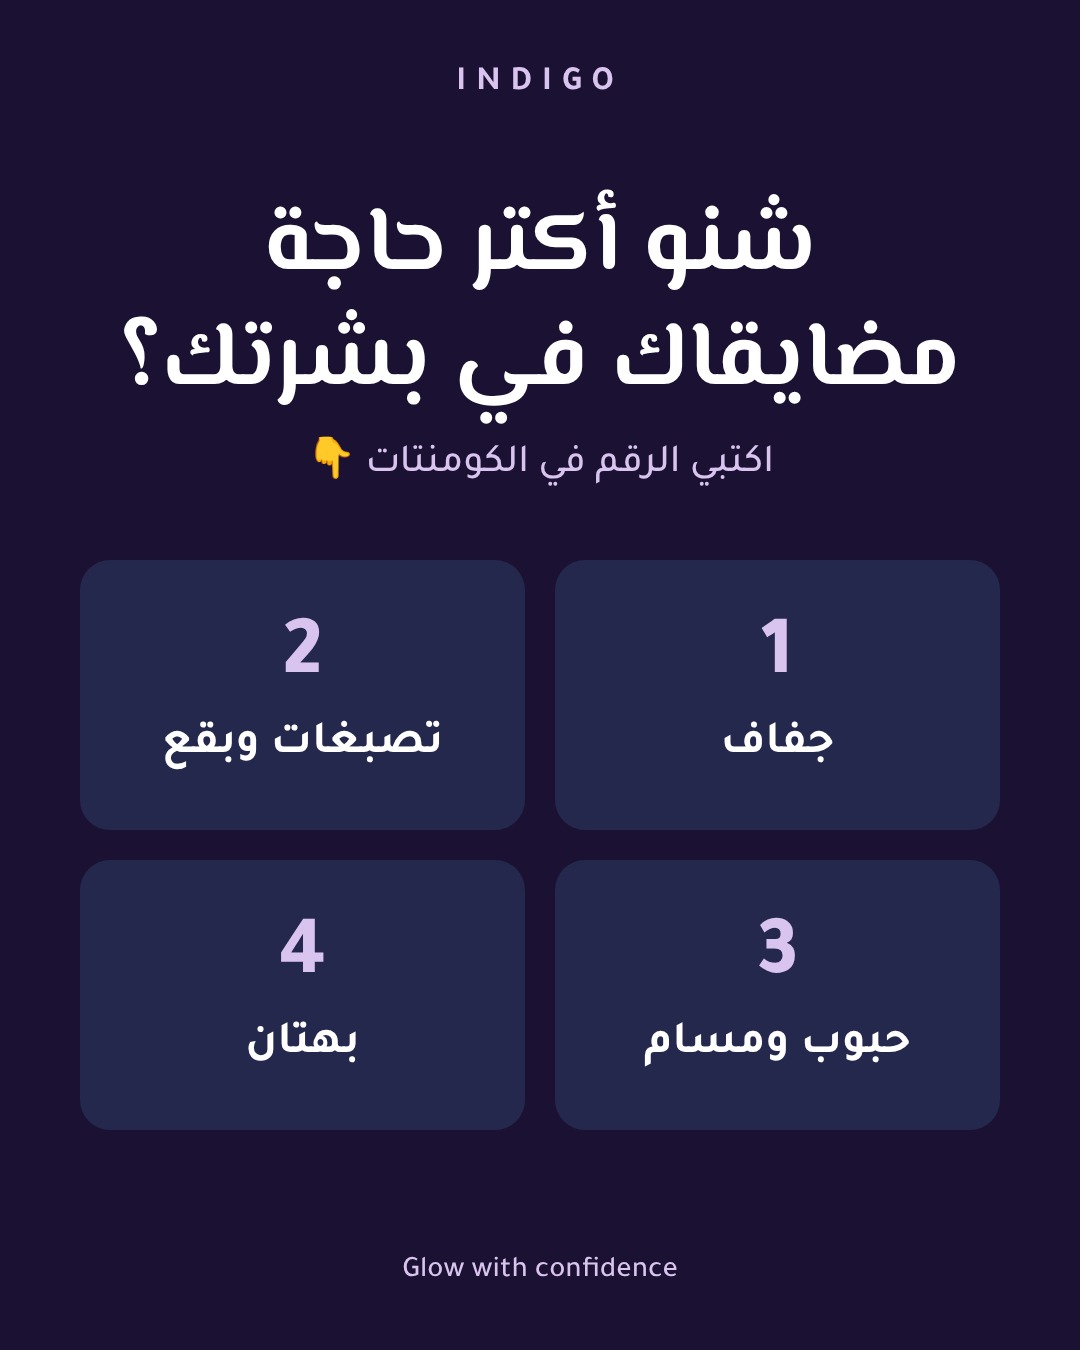 INDIGO
شنو أكتر حاجة
مضايقاك في بشرتك؟
اكتبي الرقم في الكومنتات 👇
1
جفاف
2
تصبغات وبقع
3
حبوب ومسام
4
بهتان
Glow with confidence